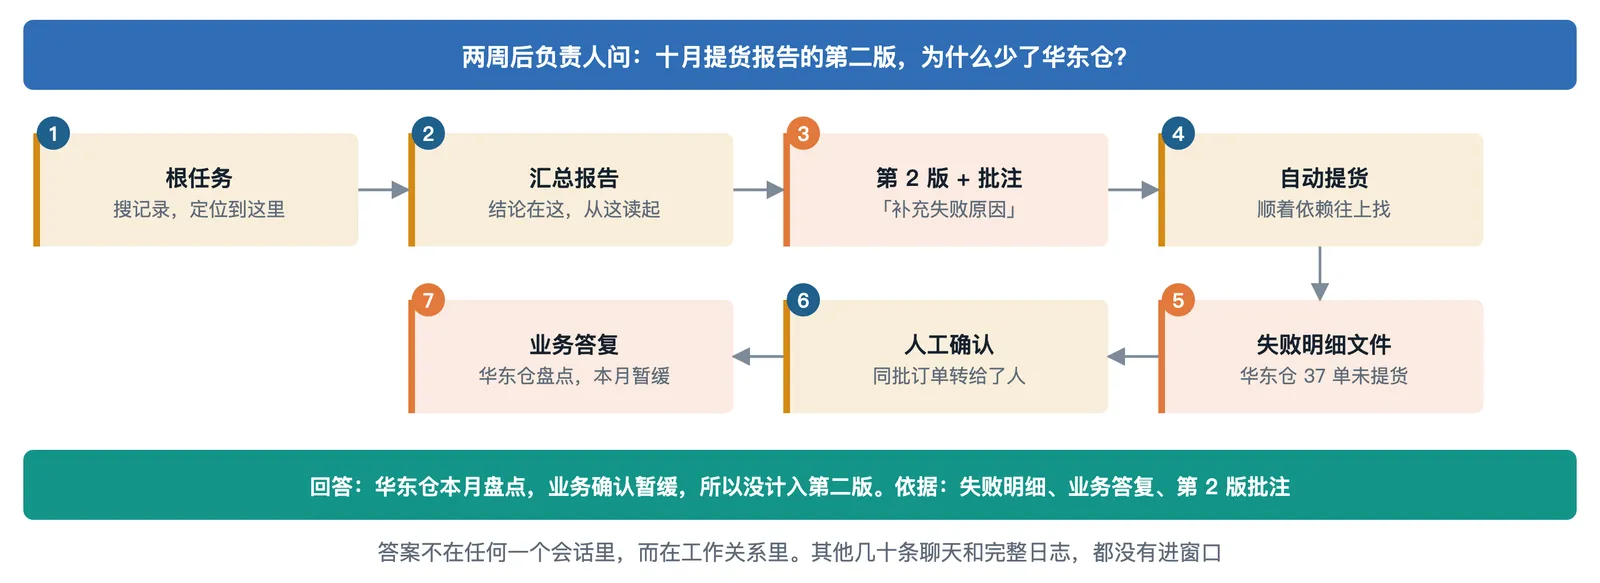 两周后负责人问：十月提货报告的第二版，为什么少了华东仓？
1
根任务
搜记录，定位到这里
2
汇总报告
结论在这，从这读起
3
第 2 版 + 批注
「补充失败原因」
4
自动提货
顺着依赖往上找
5
失败明细文件
华东仓 37 单未提货
6
人工确认
同批订单转给了人
7
业务答复
华东仓盘点，本月暂缓
回答：华东仓本月盘点，业务确认暂缓，所以没计入第二版。依据：失败明细、业务答复、第 2 版批注
答案不在任何一个会话里，而在工作关系里。其他几十条聊天和完整日志，都没有进窗口